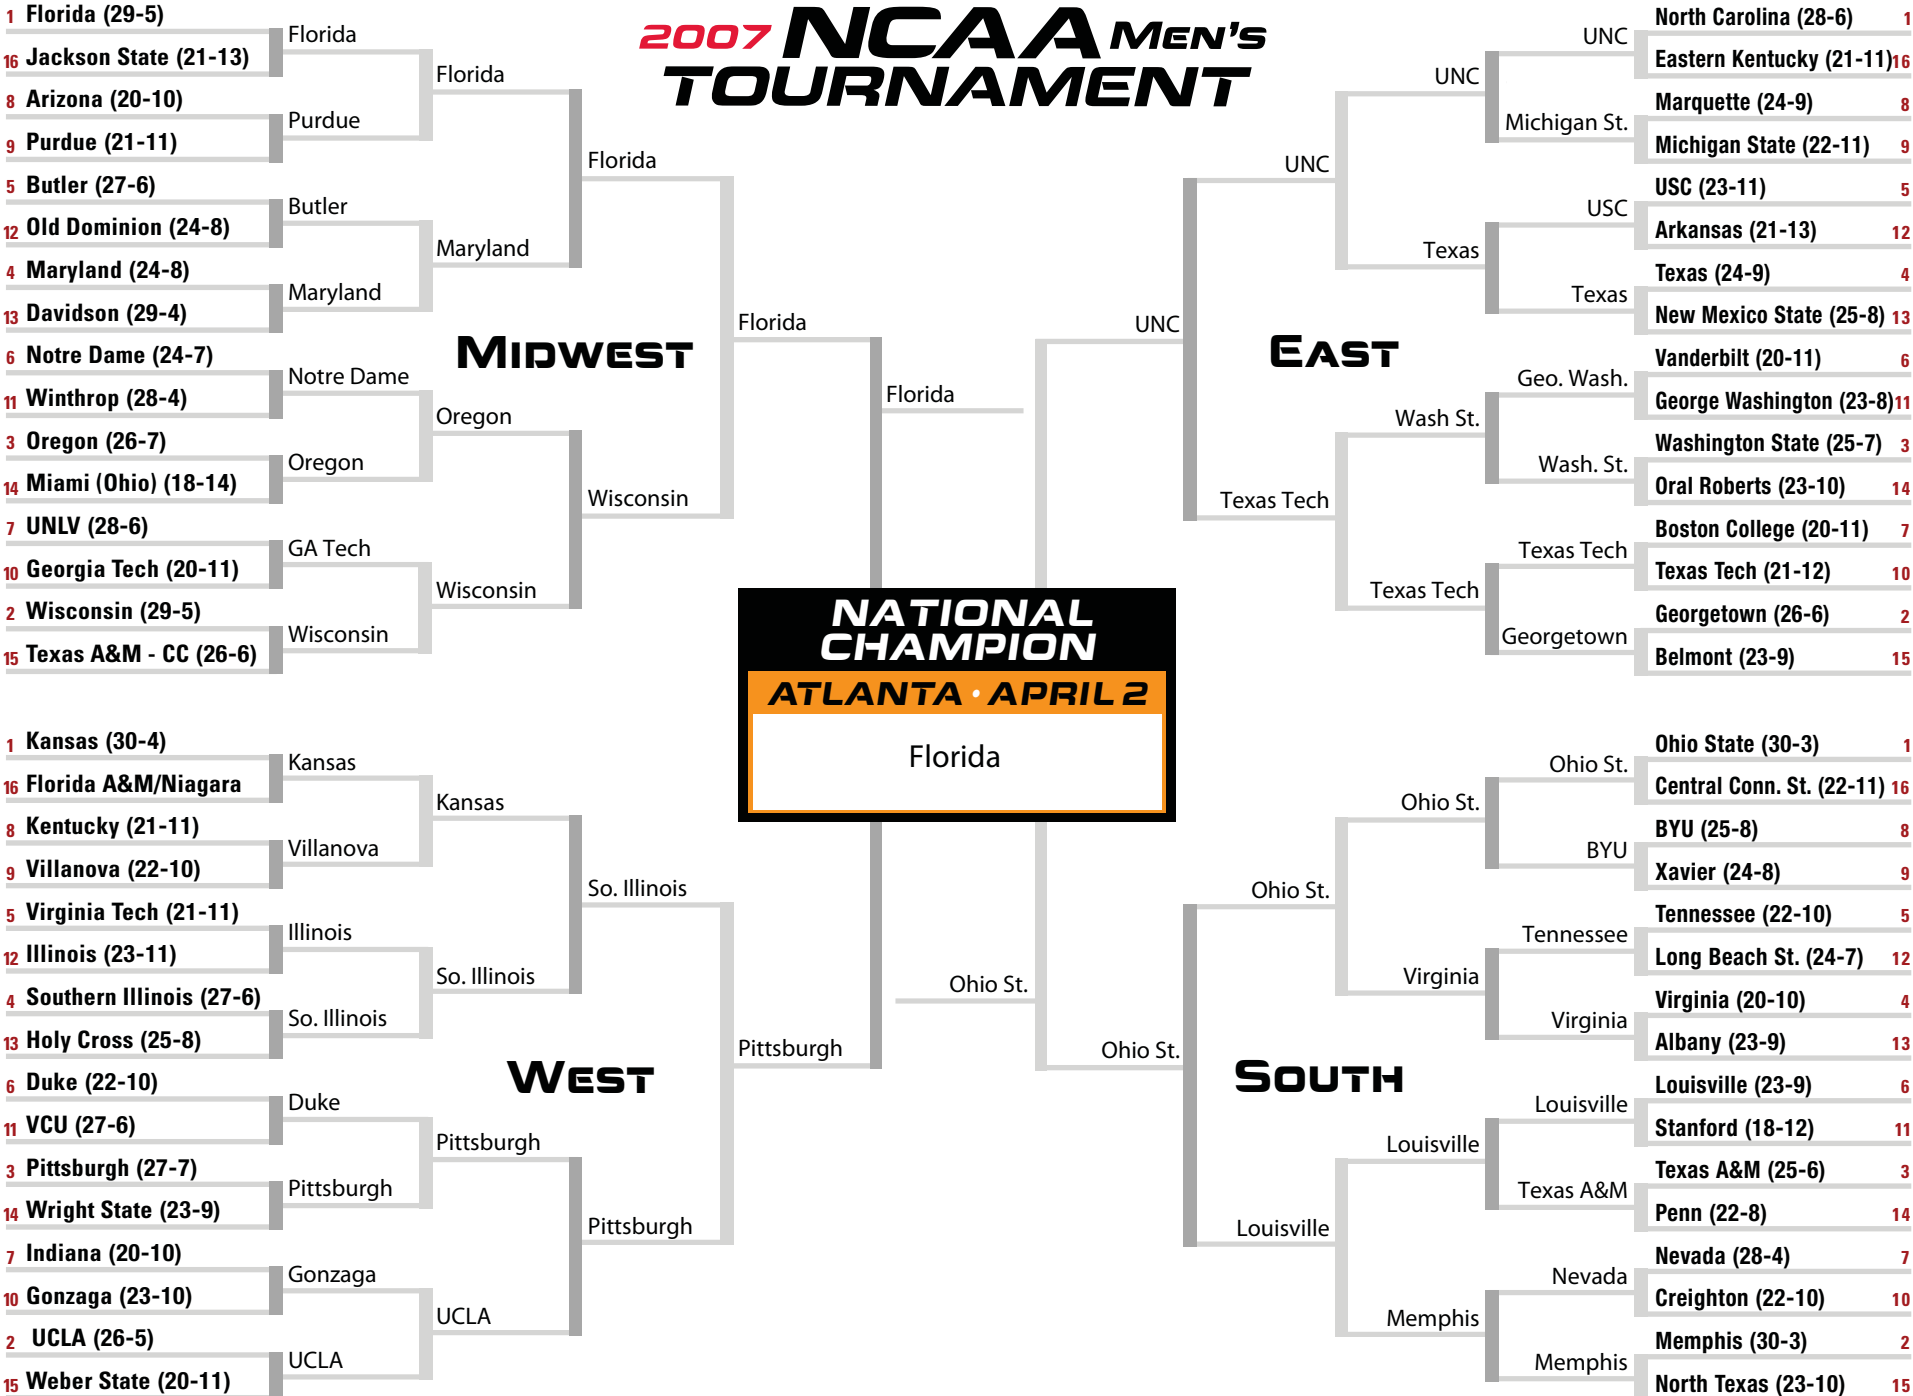 2007 NCAA MEN'S
TOURNAMENT
1 Florida (29-5)
16 Jackson State (21-13)
8 Arizona (20-10)
9 Purdue (21-11)
5 Butler (27-6)
12 Old Dominion (24-8)
4 Maryland (24-8)
13 Davidson (29-4)
6 Notre Dame (24-7)
11 Winthrop (28-4)
3 Oregon (26-7)
14 Miami (Ohio) (18-14)
7 UNLV (28-6)
10 Georgia Tech (20-11)
2 Wisconsin (29-5)
15 Texas A&M - CC (26-6)
Florida
Purdue
Butler
Maryland
Notre Dame
Oregon
GA Tech
Wisconsin
Florida
Maryland
Oregon
Wisconsin
Florida
Wisconsin
Florida
MIDWEST
1 Kansas (30-4)
16 Florida A&M/Niagara
8 Kentucky (21-11)
9 Villanova (22-10)
5 Virginia Tech (21-11)
12 Illinois (23-11)
4 Southern Illinois (27-6)
13 Holy Cross (25-8)
6 Duke (22-10)
11 VCU (27-6)
3 Pittsburgh (27-7)
14 Wright State (23-9)
7 Indiana (20-10)
10 Gonzaga (23-10)
2 UCLA (26-5)
15 Weber State (20-11)
Kansas
Villanova
Illinois
So. Illinois
Duke
Pittsburgh
Gonzaga
UCLA
Kansas
So. Illinois
Pittsburgh
UCLA
So. Illinois
Pittsburgh
Pittsburgh
WEST
Florida
NATIONAL
CHAMPION
ATLANTA • APRIL 2
Florida
Ohio St.
North Carolina (28-6) 1
Eastern Kentucky (21-11) 16
Marquette (24-9) 8
Michigan State (22-11) 9
USC (23-11) 5
Arkansas (21-13) 12
Texas (24-9) 4
New Mexico State (25-8) 13
Vanderbilt (20-11) 6
George Washington (23-8) 11
Washington State (25-7) 3
Oral Roberts (23-10) 14
Boston College (20-11) 7
Texas Tech (21-12) 10
Georgetown (26-6) 2
Belmont (23-9) 15
UNC
Michigan St.
USC
Texas
Geo. Wash.
Wash. St.
Texas Tech
Georgetown
UNC
Texas
Wash St.
Texas Tech
UNC
Texas Tech
UNC
EAST
Ohio State (30-3) 1
Central Conn. St. (22-11) 16
BYU (25-8) 8
Xavier (24-8) 9
Tennessee (22-10) 5
Long Beach St. (24-7) 12
Virginia (20-10) 4
Albany (23-9) 13
Louisville (23-9) 6
Stanford (18-12) 11
Texas A&M (25-6) 3
Penn (22-8) 14
Nevada (28-4) 7
Creighton (22-10) 10
Memphis (30-3) 2
North Texas (23-10) 15
Ohio St.
BYU
Tennessee
Virginia
Louisville
Texas A&M
Nevada
Memphis
Ohio St.
Virginia
Louisville
Memphis
Ohio St.
Louisville
Ohio St.
SOUTH